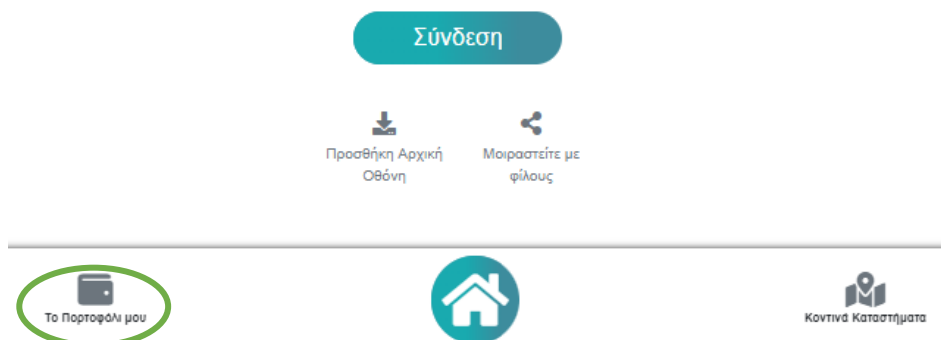 Σύνδεση
Προσθήκη Αρχική
Οθόνη
Μοιραστείτε με
φίλους
Το Πορτοφόλι μου
Κοντινά Καταστήματα